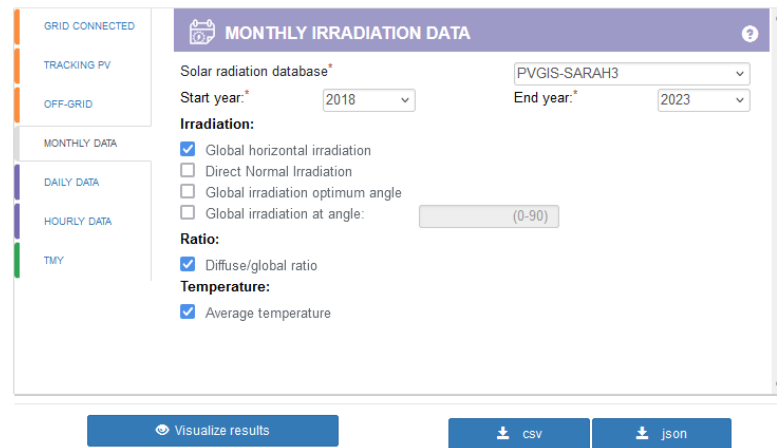 GRID CONNECTED
TRACKING PV
OFF-GRID
MONTHLY DATA
DAILY DATA
HOURLY DATA
TMY
MONTHLY IRRADIATION DATA ?
Solar radiation database* PVGIS-SARAH3
Start year:* 2018 End year:* 2023
Irradiation:
Global horizontal irradiation
Direct Normal Irradiation
Global irradiation optimum angle
Global irradiation at angle: (0-90)
Ratio:
Diffuse/global ratio
Temperature:
Average temperature
Visualize results csv json